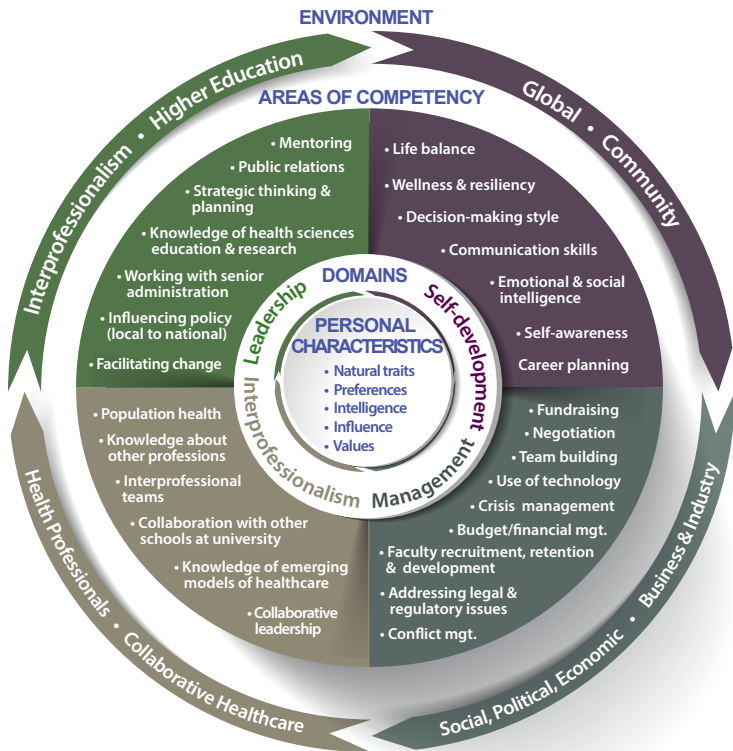 ENVIRONMENT
Interprofessionalism • Higher Education
Global • Community
AREAS OF COMPETENCY
• Mentoring
• Public relations
• Strategic thinking &
planning
• Knowledge of health sciences
education & research
• Working with senior
administration
• Influencing policy
(local to national)
• Facilitating change
• Life balance
• Wellness & resiliency
• Decision-making style
• Communication skills
• Emotional & social
intelligence
• Self-awareness
Career planning
DOMAINS
Leadership
Self-development
PERSONAL
CHARACTERISTICS
• Natural traits
• Preferences
• Intelligence
• Influence
• Values
Interprofessionalism
Management
• Population health
• Knowledge about
other professions
• Interprofessional
teams
• Collaboration with other
schools at university
• Knowledge of emerging
models of healthcare
• Collaborative
leadership
• Fundraising
• Negotiation
• Team building
• Use of technology
• Crisis management
• Budget/financial mgt.
• Faculty recruitment, retention
& development
• Addressing legal &
regulatory issues
• Conflict mgt.
Health Professionals • Collaborative Healthcare
Social, Political, Economic • Business & Industry